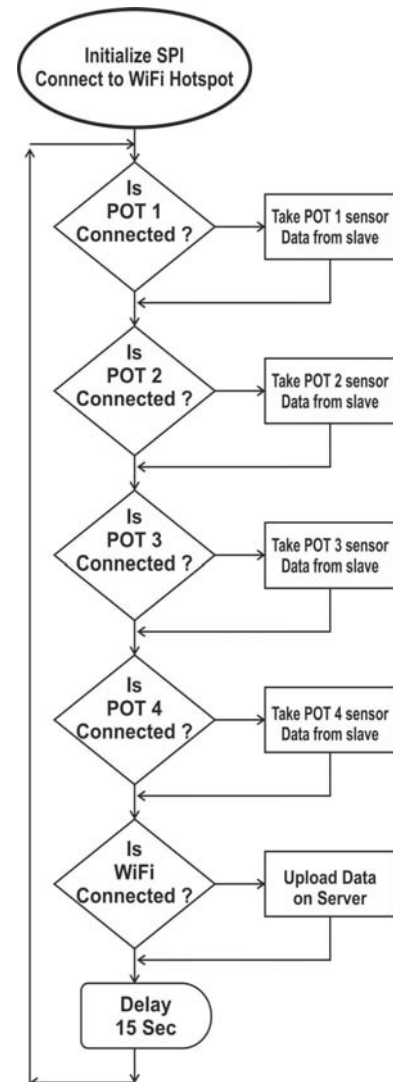 Initialize SPI
Connect to WiFi Hotspot
Is
POT 1
Connected ?
Take POT 1 sensor
Data from slave
Is
POT 2
Connected ?
Take POT 2 sensor
Data from slave
Is
POT 3
Connected ?
Take POT 3 sensor
Data from slave
Is
POT 4
Connected ?
Take POT 4 sensor
Data from slave
Is
WiFi
Connected ?
Upload Data
on Server
Delay
15 Sec